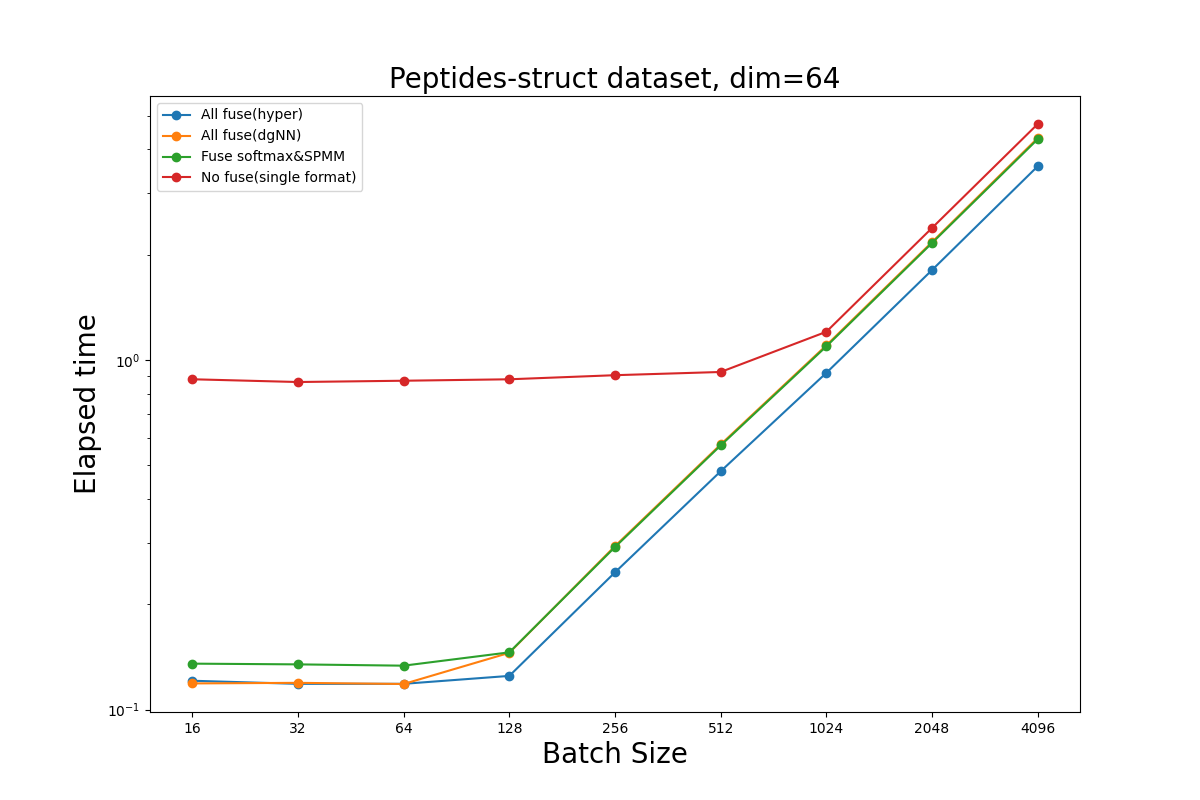 Peptides-struct dataset, dim=64
All fuse(hyper)
All fuse(dgNN)
Fuse softmax&SPMM
No fuse(single format)
Elapsed time
10⁰
10⁻¹
16 32 64 128 256 512 1024 2048 4096
Batch Size